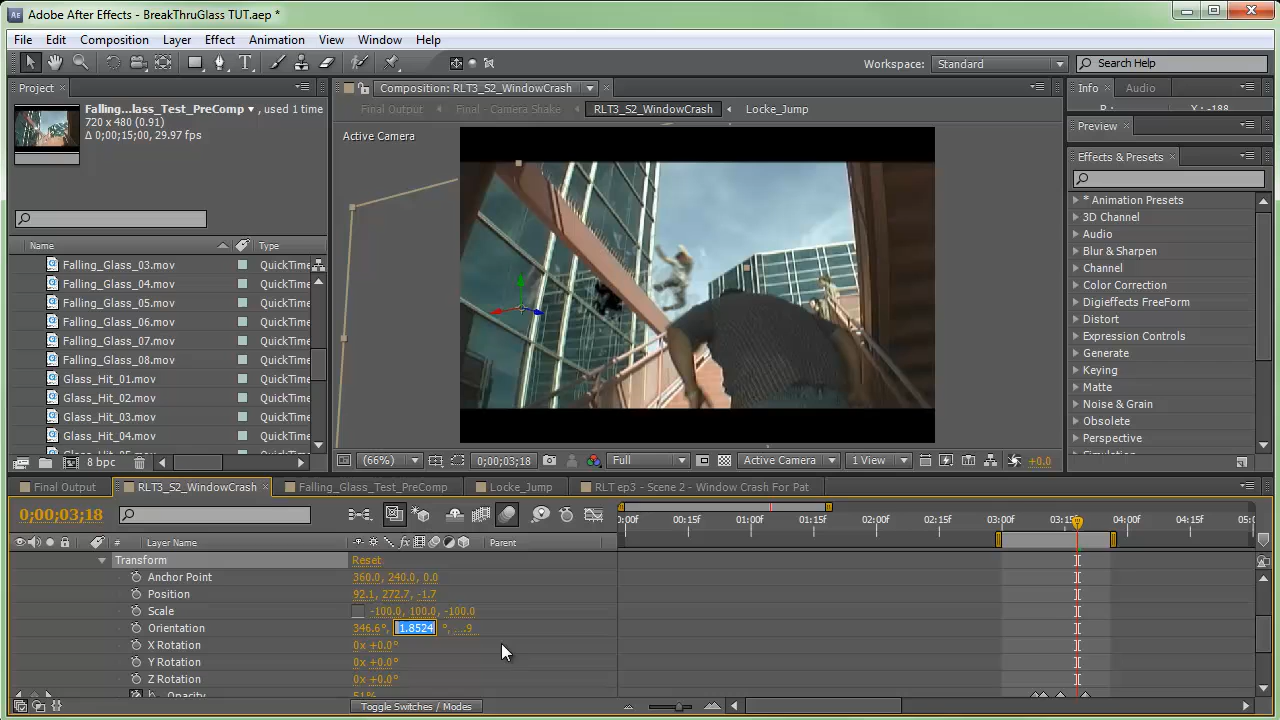 Adobe After Effects - BreakThruGlass TUT.aep *
File Edit Composition Layer Effect Animation View Window Help
Workspace: Standard Search Help
Project
Composition: RLT3_S2_WindowCrash
Info Audio
Falling...lass_Test_PreComp, used 1 time
720 x 480 (0.91)
Δ 0;00;15;00, 29.97 fps
Final Output Final - Camera Shake RLT3_S2_WindowCrash Locke_Jump
Preview
Active Camera
Effects & Presets
* Animation Presets
3D Channel
Audio
Blur & Sharpen
Channel
Color Correction
Digieffects FreeForm
Distort
Expression Controls
Generate
Keying
Matte
Noise & Grain
Obsolete
Perspective
Name Type
Falling_Glass_03.mov QuickTime
Falling_Glass_04.mov QuickTime
Falling_Glass_05.mov QuickTime
Falling_Glass_06.mov QuickTime
Falling_Glass_07.mov QuickTime
Falling_Glass_08.mov QuickTime
Glass_Hit_01.mov QuickTime
Glass_Hit_02.mov QuickTime
Glass_Hit_03.mov QuickTime
Glass_Hit_04.mov QuickTime
8 bpc
(66%) 0;00;03;18 Full Active Camera 1 View +0.0
Final Output RLT3_S2_WindowCrash Falling_Glass_Test_PreComp Locke_Jump RLT ep3 - Scene 2 - Window Crash For Pat
0;00;03;18
:00f 00:15f 01:00f 01:15f 02:00f 02:15f 03:00f 03:15f 04:00f 04:15f 05:0
# Layer Name Parent
Transform Reset
Anchor Point 360.0, 240.0, 0.0
Position 92.1, 272.7, -1.7
Scale -100.0, 100.0, -100.0
Orientation 346.6°, 1.8524 °, ...9
X Rotation 0x +0.0°
Y Rotation 0x +0.0°
Z Rotation 0x +0.0°
Opacity 51%
Toggle Switches / Modes